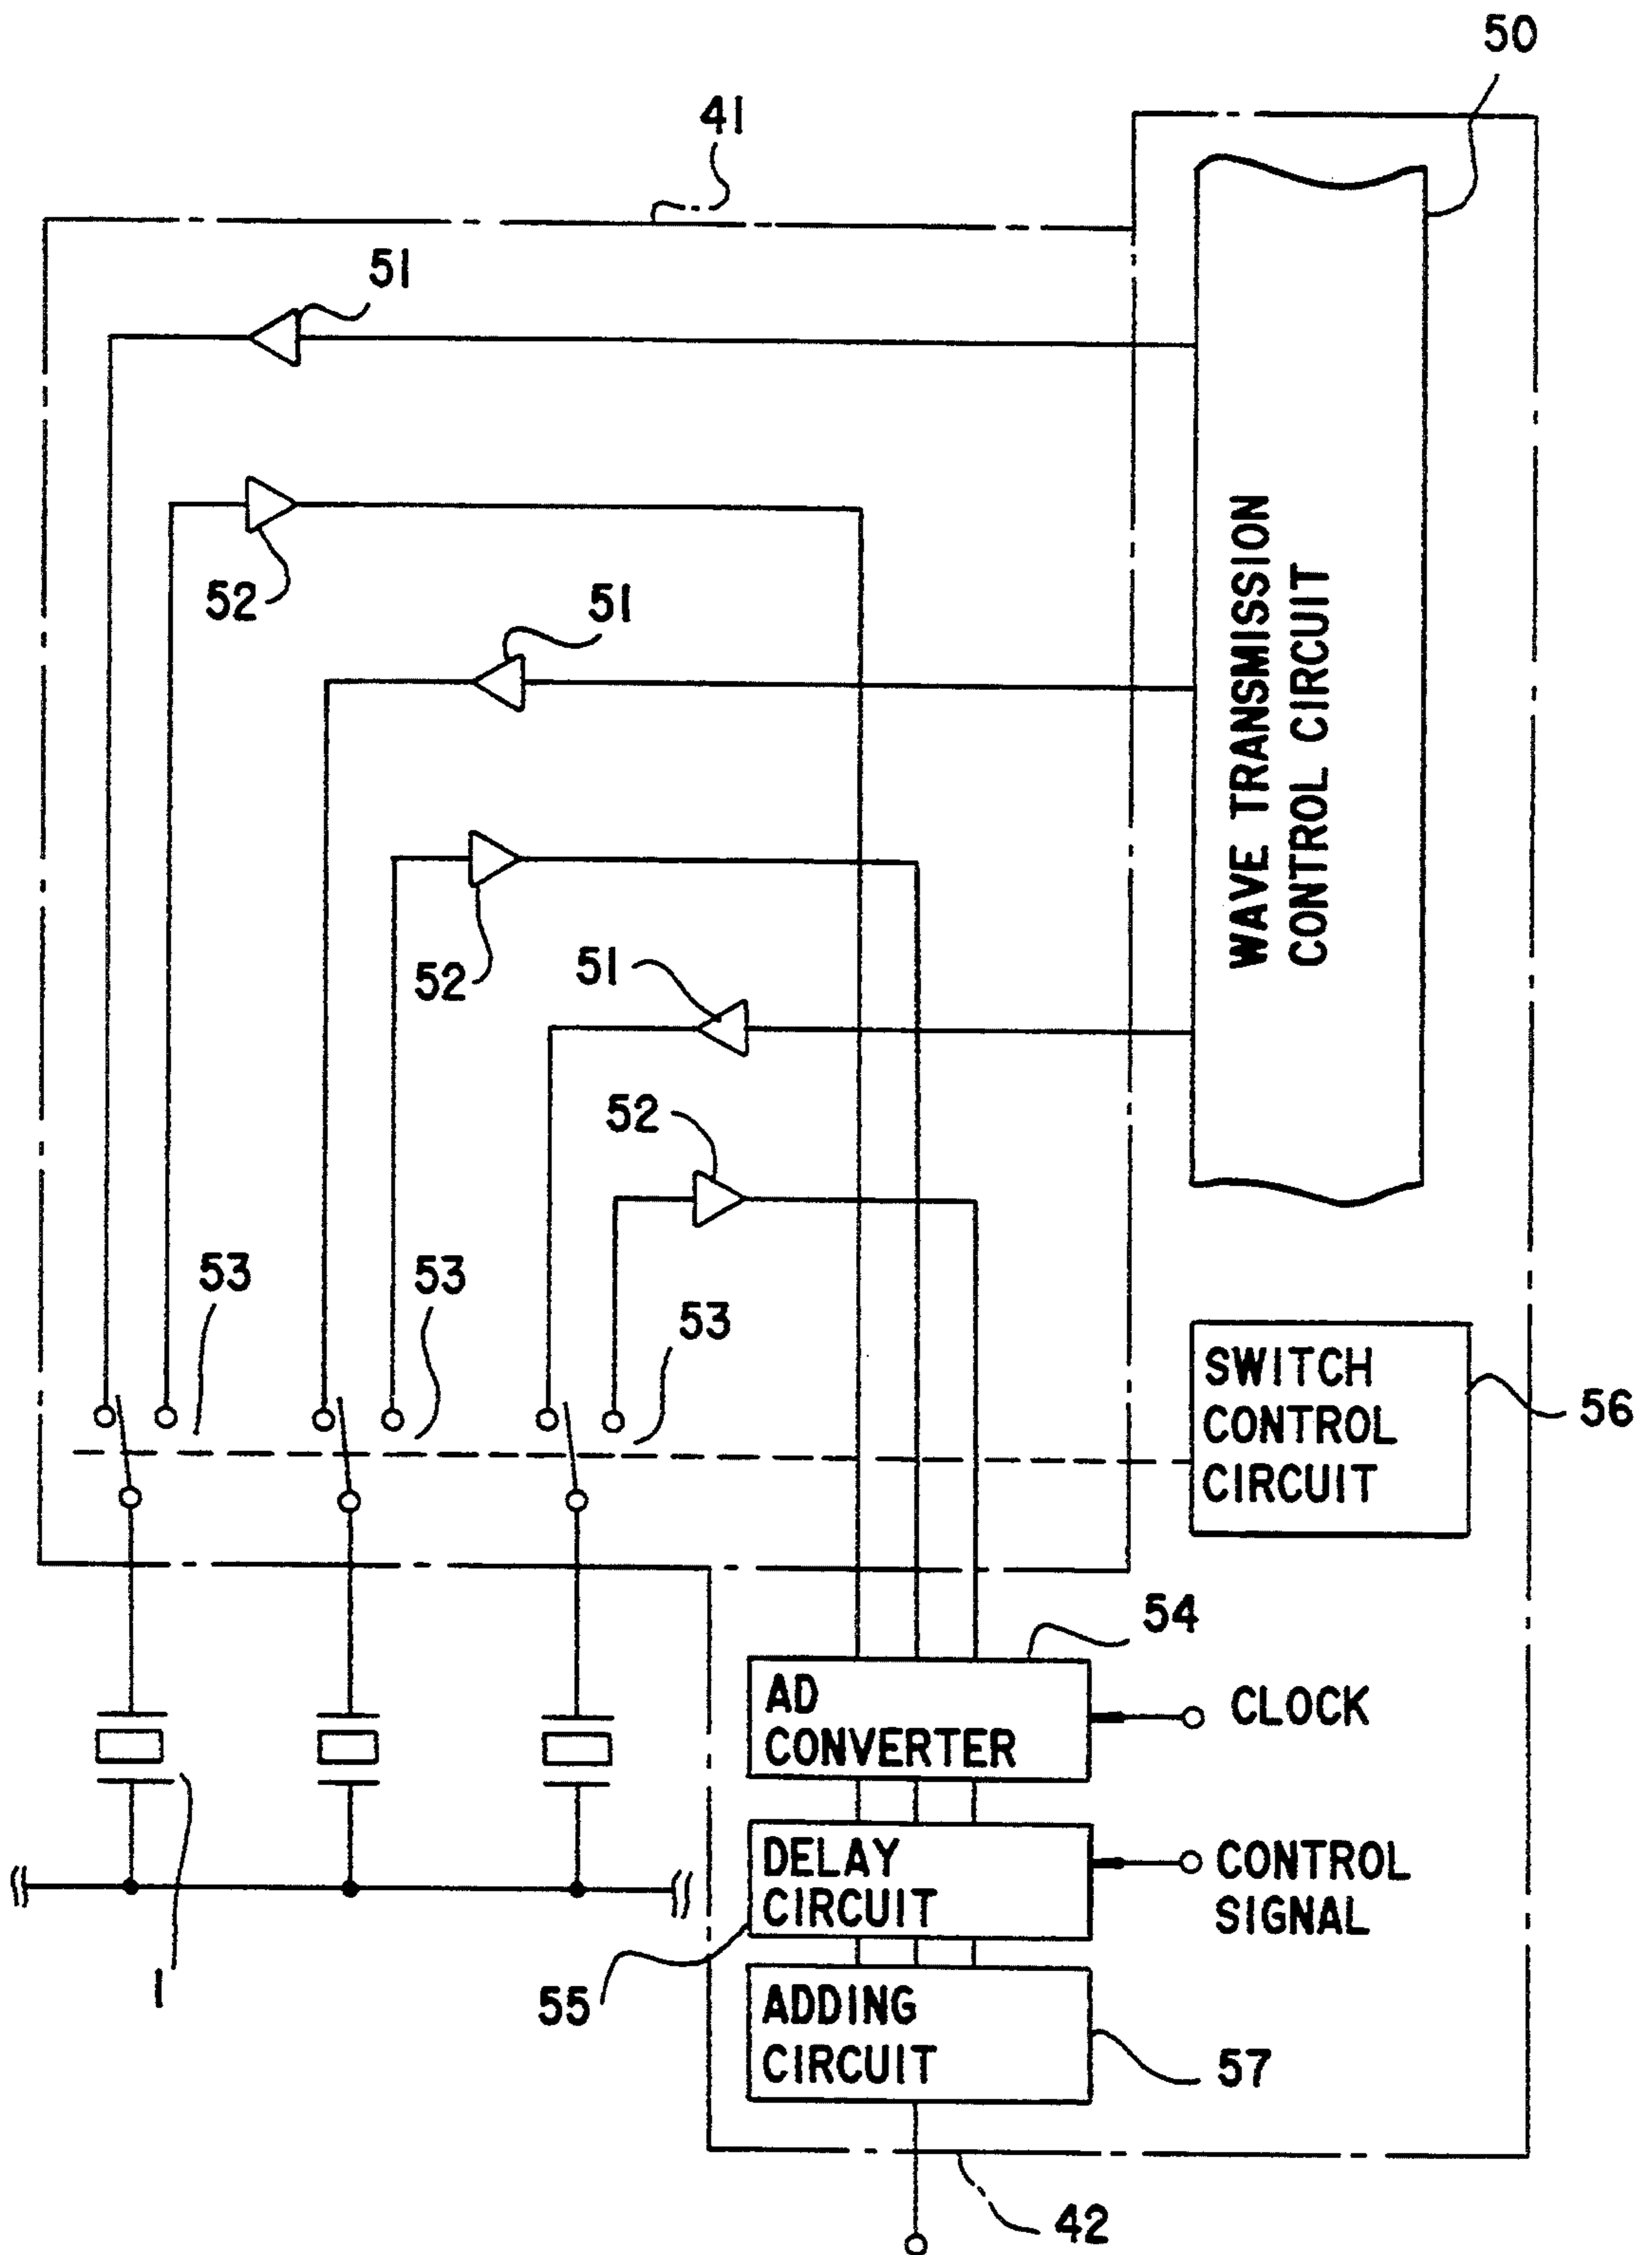 50
41
51
52
51
WAVE TRANSMISSION
CONTROL CIRCUIT
52
51
52
53
53
53
SWITCH
CONTROL
CIRCUIT
56
54
AD
CONVERTER
CLOCK
DELAY
CIRCUIT
CONTROL
SIGNAL
1
55
ADDING
CIRCUIT
57
42